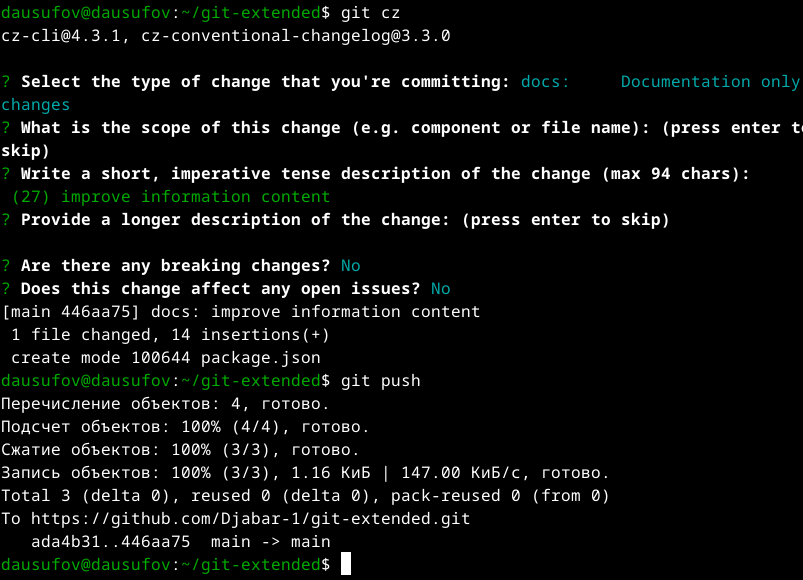 dausufov@dausufov:~/git-extended$ git cz
cz-cli@4.3.1, cz-conventional-changelog@3.3.0
? Select the type of change that you're committing: docs:     Documentation only
changes
? What is the scope of this change (e.g. component or file name): (press enter to
skip)
? Write a short, imperative tense description of the change (max 94 chars):
 (27) improve information content
? Provide a longer description of the change: (press enter to skip)
? Are there any breaking changes? No
? Does this change affect any open issues? No
[main 446aa75] docs: improve information content
 1 file changed, 14 insertions(+)
 create mode 100644 package.json
dausufov@dausufov:~/git-extended$ git push
Перечисление объектов: 4, готово.
Подсчет объектов: 100% (4/4), готово.
Сжатие объектов: 100% (3/3), готово.
Запись объектов: 100% (3/3), 1.16 КиБ | 147.00 КиБ/с, готово.
Total 3 (delta 0), reused 0 (delta 0), pack-reused 0 (from 0)
To https://github.com/Djabar-1/git-extended.git
   ada4b31..446aa75  main -> main
dausufov@dausufov:~/git-extended$